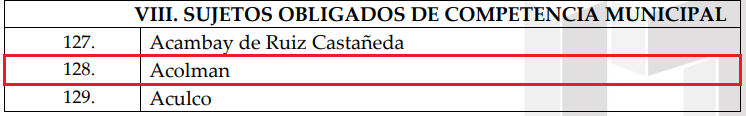 VIII. SUJETOS OBLIGADOS DE COMPETENCIA MUNICIPAL
127. Acambay de Ruiz Castañeda
128. Acolman
129. Aculco